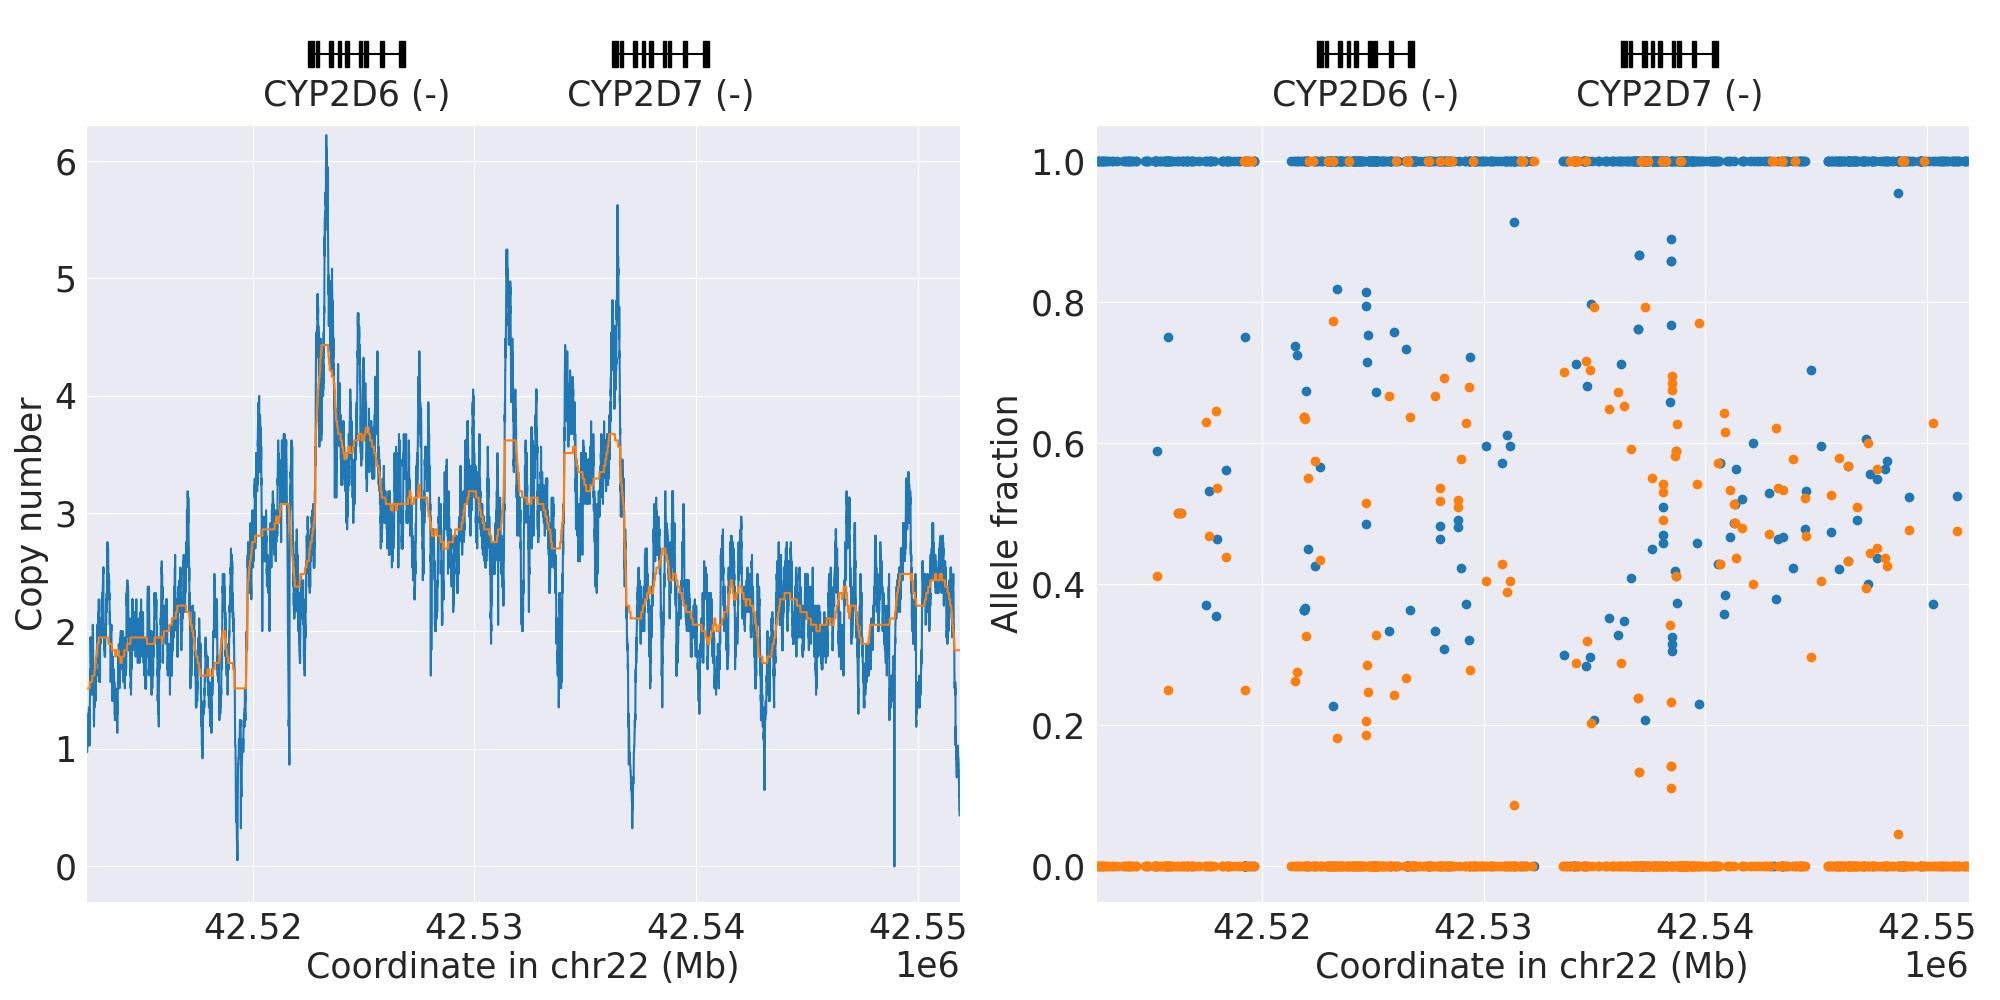 CYP2D6 (-) CYP2D7 (-)
6
5
4
3
2
1
0
Copy number
42.52 42.53 42.54 42.55
Coordinate in chr22 (Mb) 1e6
CYP2D6 (-) CYP2D7 (-)
1.0
0.8
0.6
0.4
0.2
0.0
Allele fraction
42.52 42.53 42.54 42.55
Coordinate in chr22 (Mb) 1e6